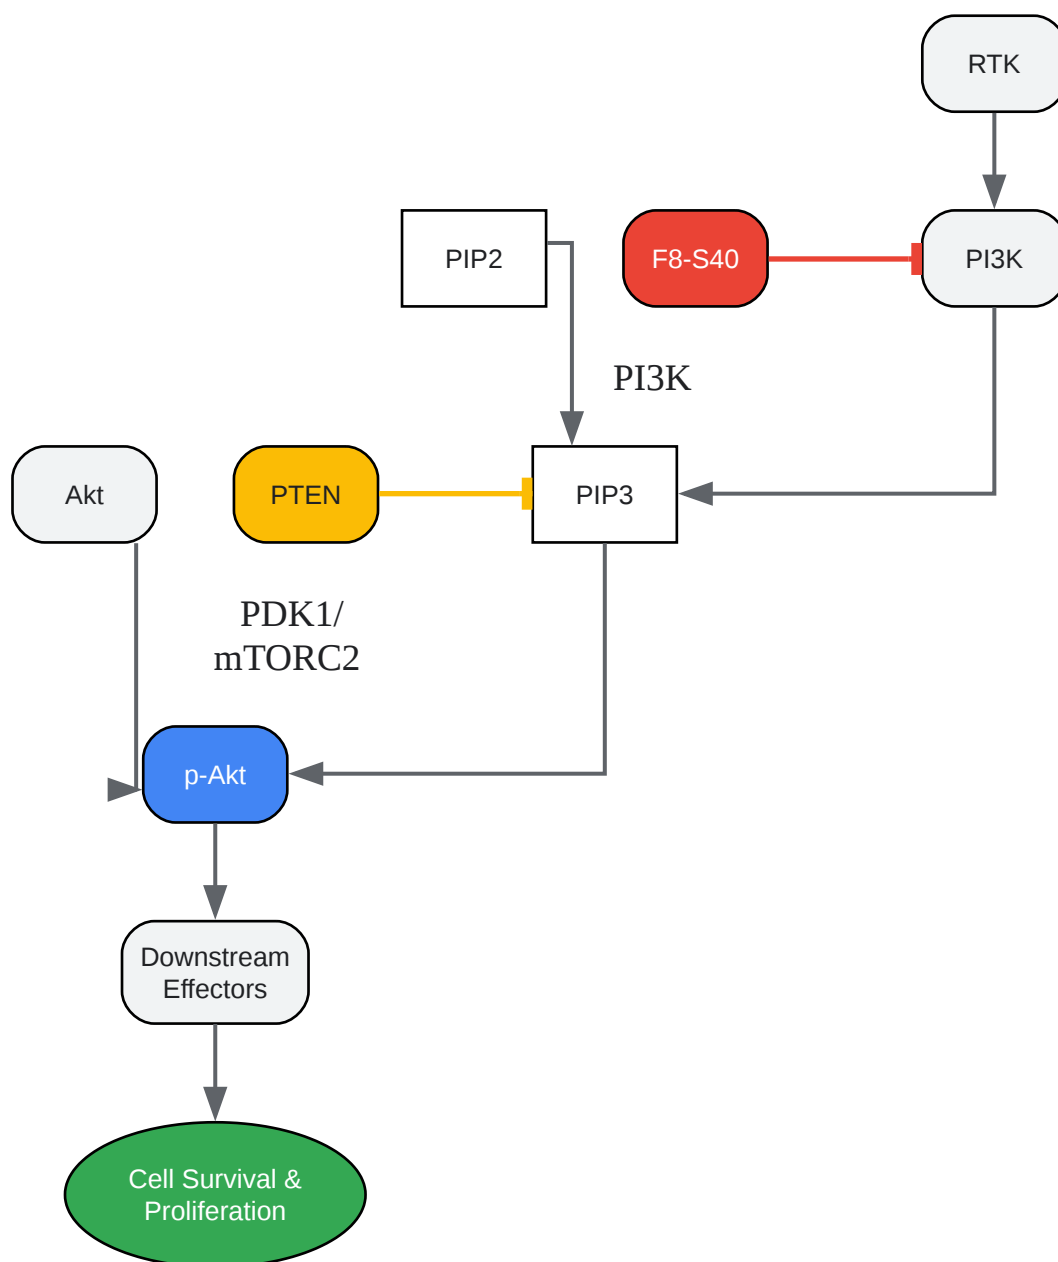 RTK
PIP2
F8-S40
PI3K
PI3K
Akt
PTEN
PIP3
PDK1/
mTORC2
p-Akt
Downstream
Effectors
Cell Survival &
Proliferation